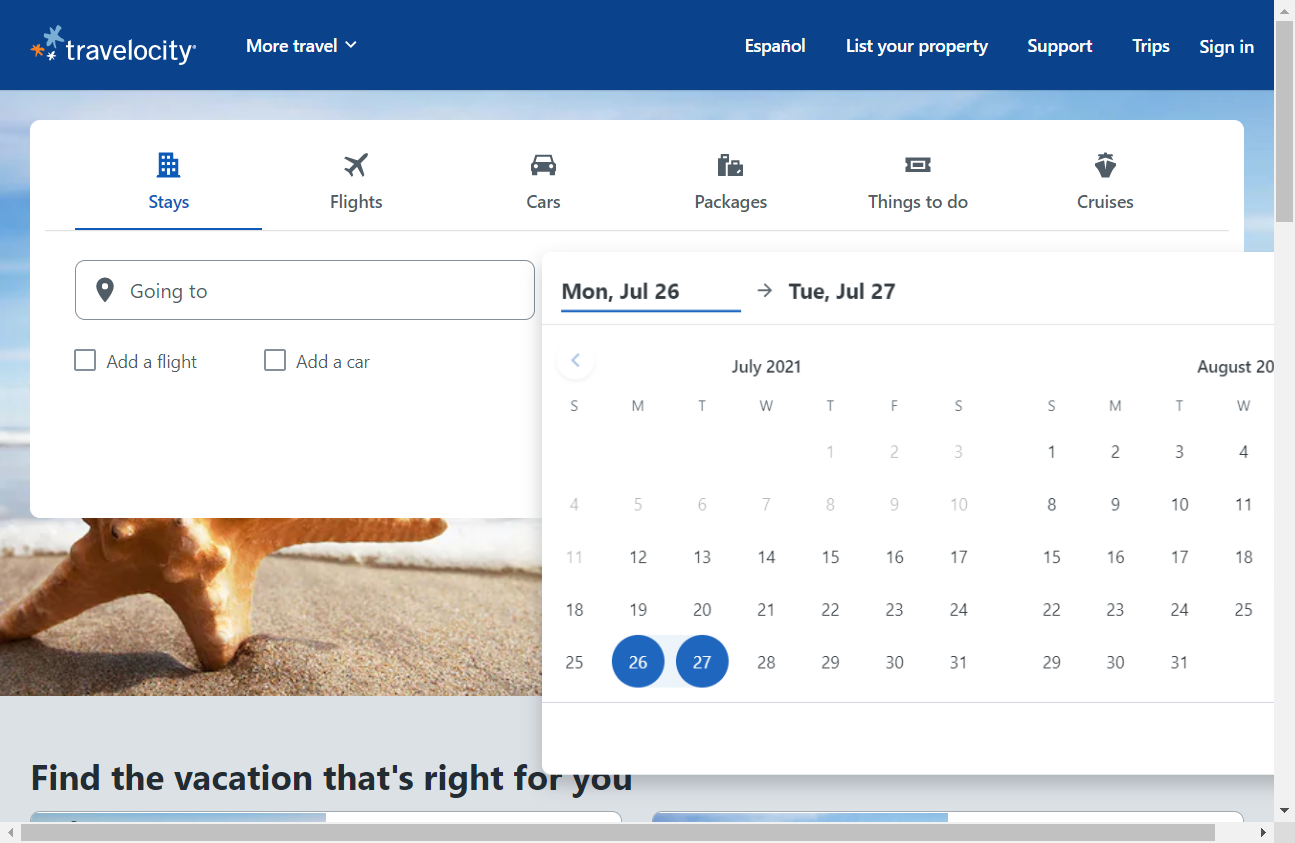 travelocity
More travel
Español
List your property
Support
Trips
Sign in
Stays
Flights
Cars
Packages
Things to do
Cruises
Going to
Add a flight
Add a car
Mon, Jul 26
Tue, Jul 27
July 2021
S M T W T F S
1 2 3
4 5 6 7 8 9 10
11 12 13 14 15 16 17
18 19 20 21 22 23 24
25 26 27 28 29 30 31
August 20
S M T W
1 2 3 4
8 9 10 11
15 16 17 18
22 23 24 25
29 30 31
Find the vacation that's right for you